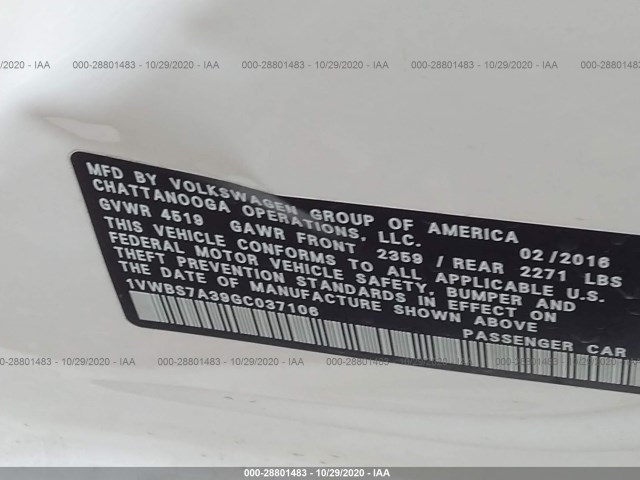 0/29/2020 - IAA
000-28801483 - 10/29/2020 - IAA
000-28801483 - 10/29/2020 - IAA
000-288014
MFD BY VOLKSWAGEN GROUP OF AMERICA
CHATTANOOGA OPERATIONS, LLC. 02/2016
GVWR 4519 GAWR FRONT 2359 / REAR 2271 LBS
THIS VEHICLE CONFORMS TO ALL APPLICABLE U.S.
FEDERAL MOTOR VEHICLE SAFETY, BUMPER AND
THEFT PREVENTION STANDARDS IN EFFECT ON
THE DATE OF MANUFACTURE SHOWN ABOVE
1VWBS7A39GC037106 PASSENGER CAR
0/29/2020 - IAA
000-28801483 - 10/29/2020 - IAA
000-28801483 - 10/29/2020 - IAA
000-288014
000-28801483 - 10/29/2020 - IAA